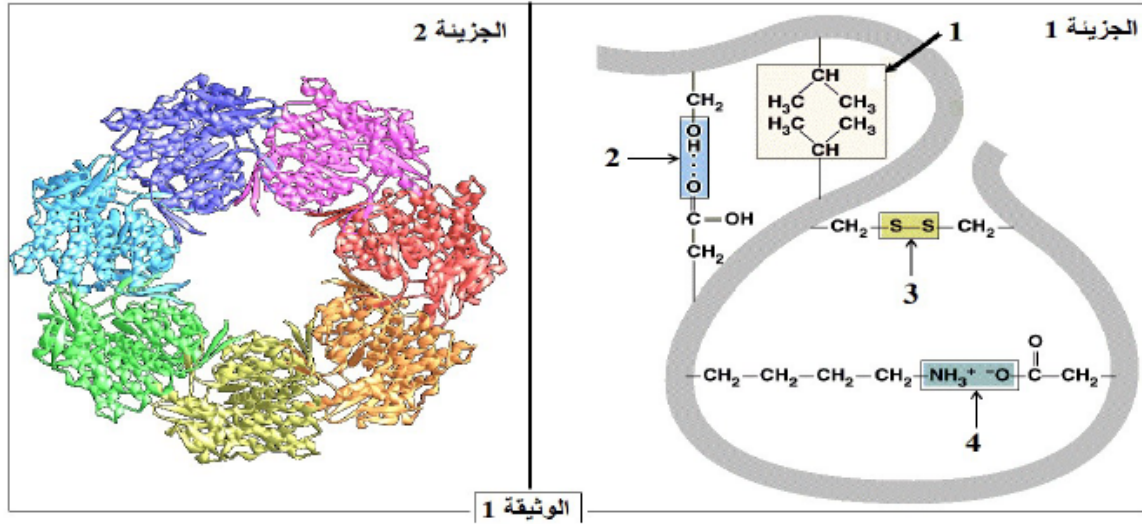 الجزيئة 1
1
CH
H₃C CH₃
H₃C CH₃
CH
CH₂
OH
O
C—OH
CH₂
2
—CH₂—S—S—CH₂—
3
—CH₂—CH₂—CH₂—CH₂—NH₃⁺ ⁻O—C—CH₂—
O
4
الجزيئة 2
الوثيقة 1